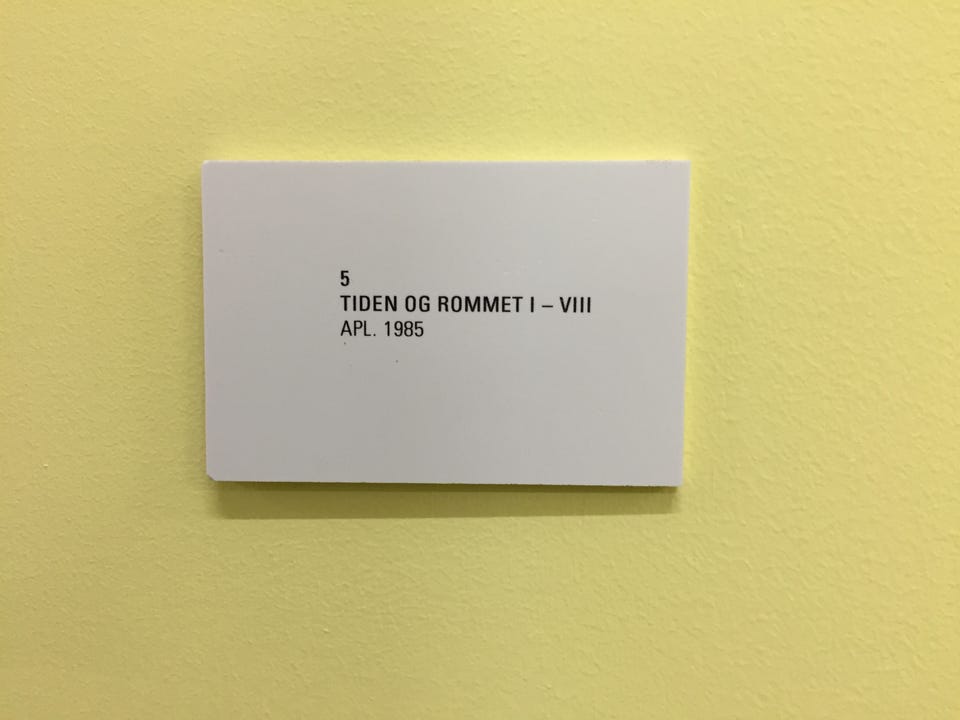 5
TIDEN OG ROMMET I – VIII
APL. 1985